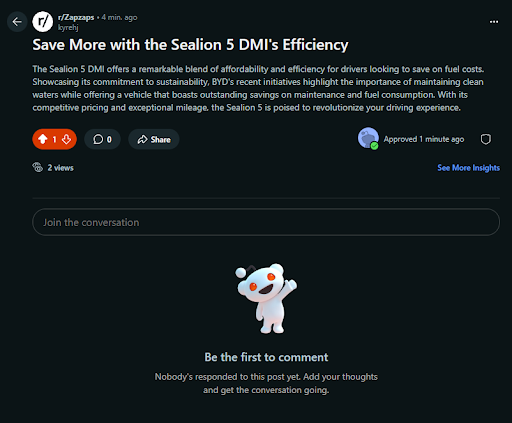 r/Zapzaps • 4 min. ago
kyrehj
Save More with the Sealion 5 DMI's Efficiency
The Sealion 5 DMI offers a remarkable blend of affordability and efficiency for drivers looking to save on fuel costs.
Showcasing its commitment to sustainability, BYD's recent initiatives highlight the importance of maintaining clean
waters while offering a vehicle that boasts outstanding savings on maintenance and fuel consumption. With its
competitive pricing and exceptional mileage, the Sealion 5 is poised to revolutionize your driving experience.
1 0 Share Approved 1 minute ago
2 views See More Insights
Join the conversation
Be the first to comment
Nobody's responded to this post yet. Add your thoughts
and get the conversation going.